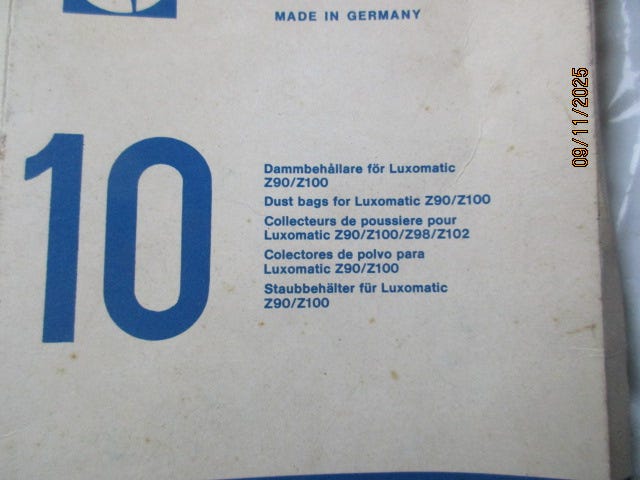 MADE IN GERMANY
09/11/2025
10
Dammbehållare för Luxomatic
Z90/Z100
Dust bags for Luxomatic Z90/Z100
Collecteurs de poussiere pour
Luxomatic Z90/Z100/Z98/Z102
Colectores de polvo para
Luxomatic Z90/Z100
Staubbehälter für Luxomatic
Z90/Z100